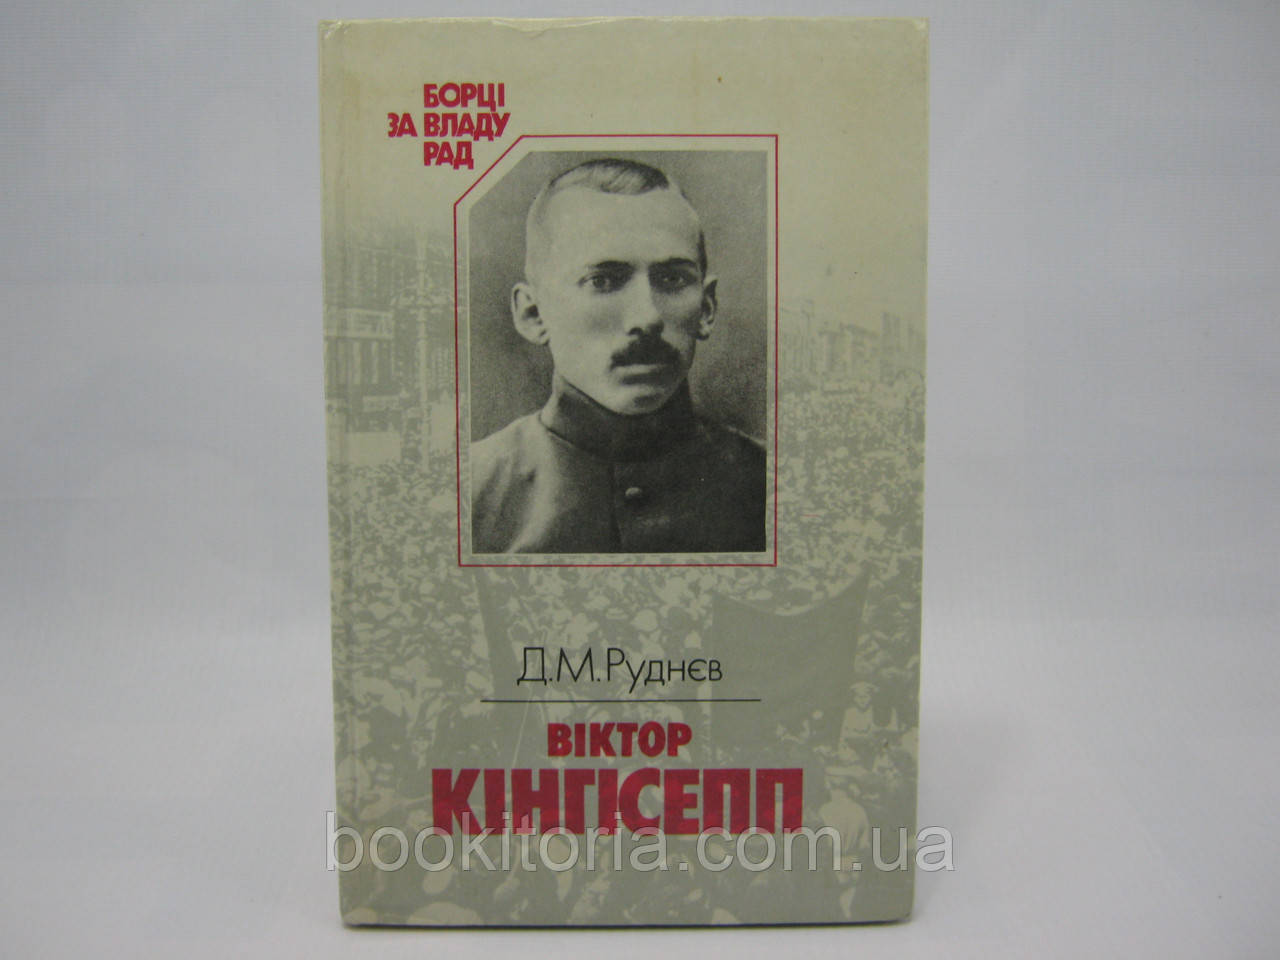 БОРЦІ
ЗА ВЛАДУ
РАД
Д.М.Руднєв
ВІКТОР
КІНГІСЕПП
bookitoria.com.ua